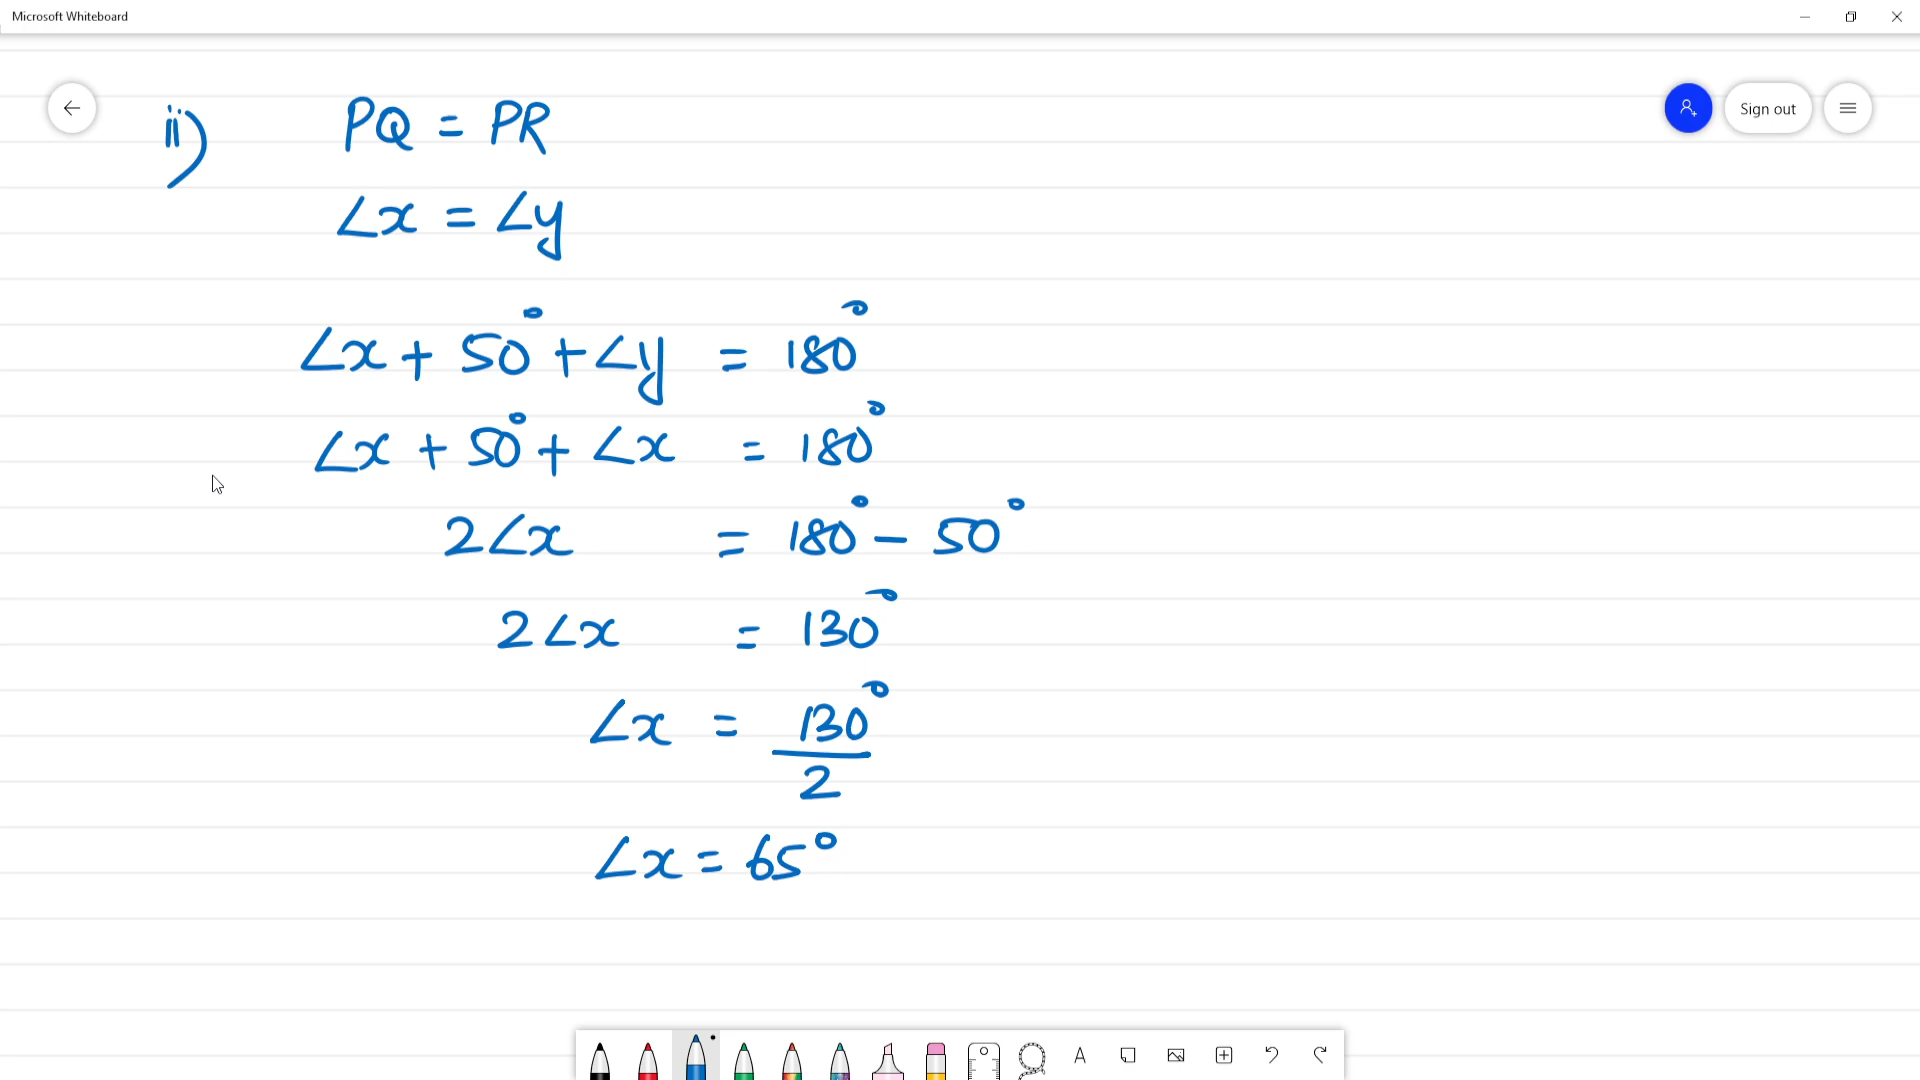 Microsoft Whiteboard
Sign out
ii) PQ = PR
∠x = ∠y
∠x + 50° + ∠y = 180°
∠x + 50° + ∠x = 180°
2∠x = 180° - 50°
2∠x = 130°
∠x = 130°
2
∠x = 65°
A